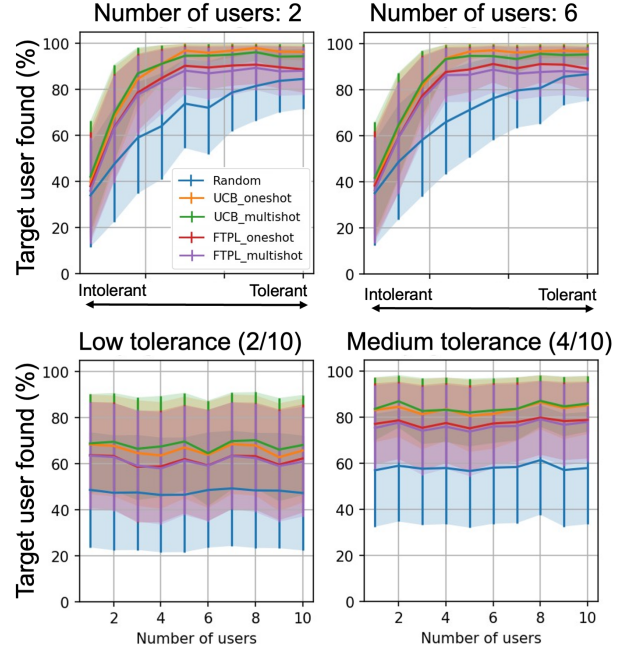 Number of users: 2
Number of users: 6
Target user found (%)
100
80
60
40
20
0
Random
UCB_oneshot
UCB_multishot
FTPL_oneshot
FTPL_multishot
Intolerant Tolerant
100
80
60
40
20
0
Intolerant Tolerant
Low tolerance (2/10)
Medium tolerance (4/10)
Target user found (%)
100
80
60
40
20
0
2 4 6 8 10
Number of users
100
80
60
40
20
0
2 4 6 8 10
Number of users